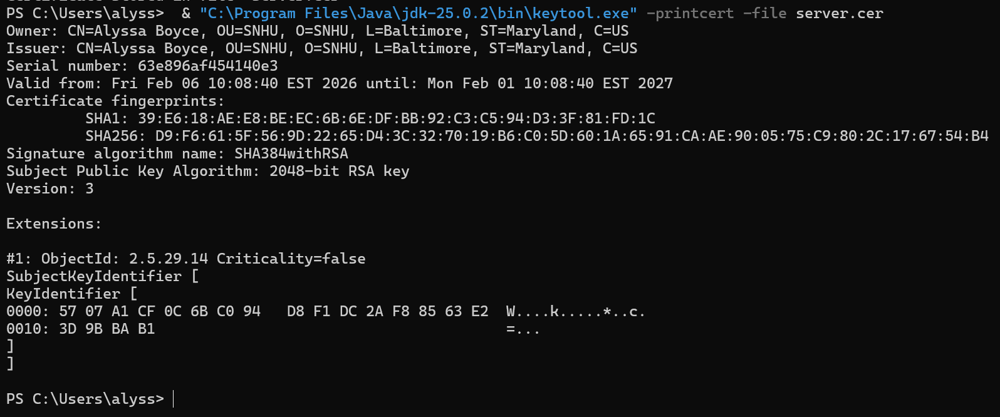 PS C:\Users\alyss>  & "C:\Program Files\Java\jdk-25.0.2\bin\keytool.exe" -printcert -file server.cer
Owner: CN=Alyssa Boyce, OU=SNHU, O=SNHU, L=Baltimore, ST=Maryland, C=US
Issuer: CN=Alyssa Boyce, OU=SNHU, O=SNHU, L=Baltimore, ST=Maryland, C=US
Serial number: 63e896af454140e3
Valid from: Fri Feb 06 10:08:40 EST 2026 until: Mon Feb 01 10:08:40 EST 2027
Certificate fingerprints:
         SHA1: 39:E6:18:AE:E8:BE:EC:6B:6E:DF:BB:92:C3:C5:94:D3:3F:81:FD:1C
         SHA256: D9:F6:61:5F:56:9D:22:65:D4:3C:32:70:19:B6:C0:5D:60:1A:65:91:CA:AE:90:05:75:C9:80:2C:17:67:54:B4
Signature algorithm name: SHA384withRSA
Subject Public Key Algorithm: 2048-bit RSA key
Version: 3
Extensions:
#1: ObjectId: 2.5.29.14 Criticality=false
SubjectKeyIdentifier [
KeyIdentifier [
0000: 57 07 A1 CF 0C 6B C0 94   D8 F1 DC 2A F8 85 63 E2  W....k.....*..c.
0010: 3D 9B BA B1                                        =...
]
]
PS C:\Users\alyss>